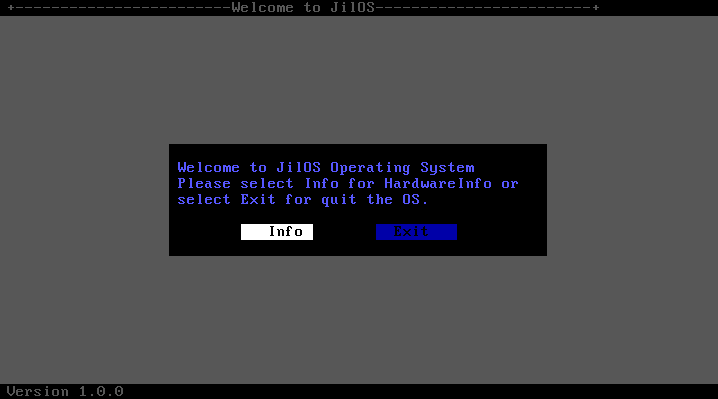 +------------------------Welcome to JilOS------------------------+
Welcome to JilOS Operating System
Please select Info for HardwareInfo or
select Exit for quit the OS.
Info Exit
Version 1.0.0